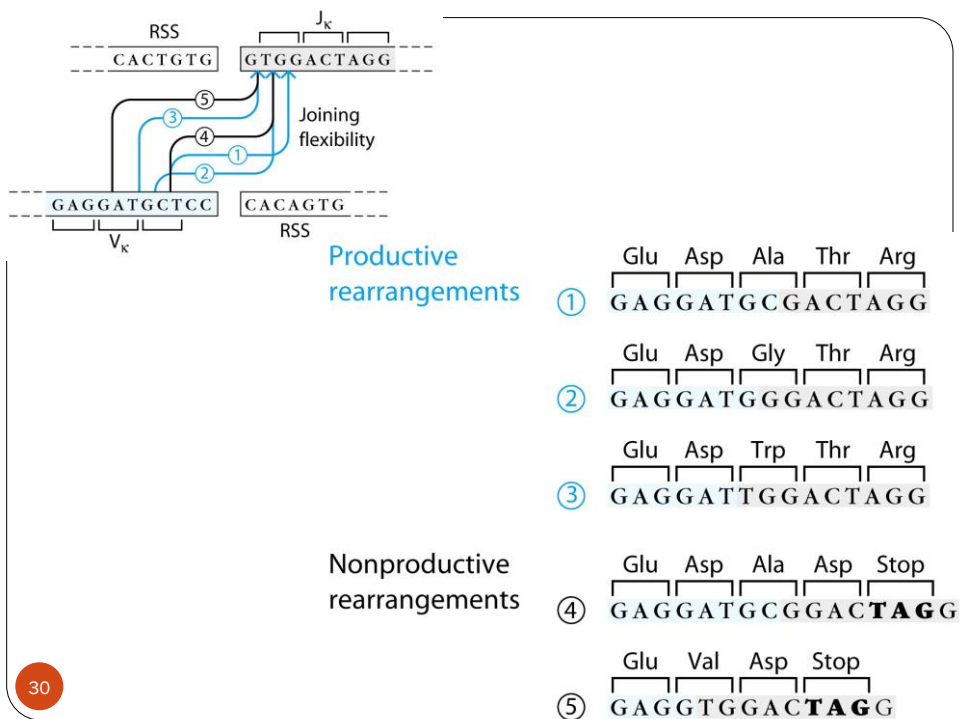 RSS
Jκ
CACTGTG
GTGGACTAGG
⑤
③
Joining
flexibility
④
①
②
GAGGATGCTCC
CACAGTG
Vκ
RSS
Productive
rearrangements
Glu Asp Ala Thr Arg
① GAGGATGCGACTAGG
Glu Asp Gly Thr Arg
② GAGGATGGGACTAGG
Glu Asp Trp Thr Arg
③ GAGGATTGGACTAGG
Nonproductive
rearrangements
Glu Asp Ala Asp Stop
④ GAGGATGCGGACTAGG
Glu Val Asp Stop
⑤ GAGGTGGACTAGG
30